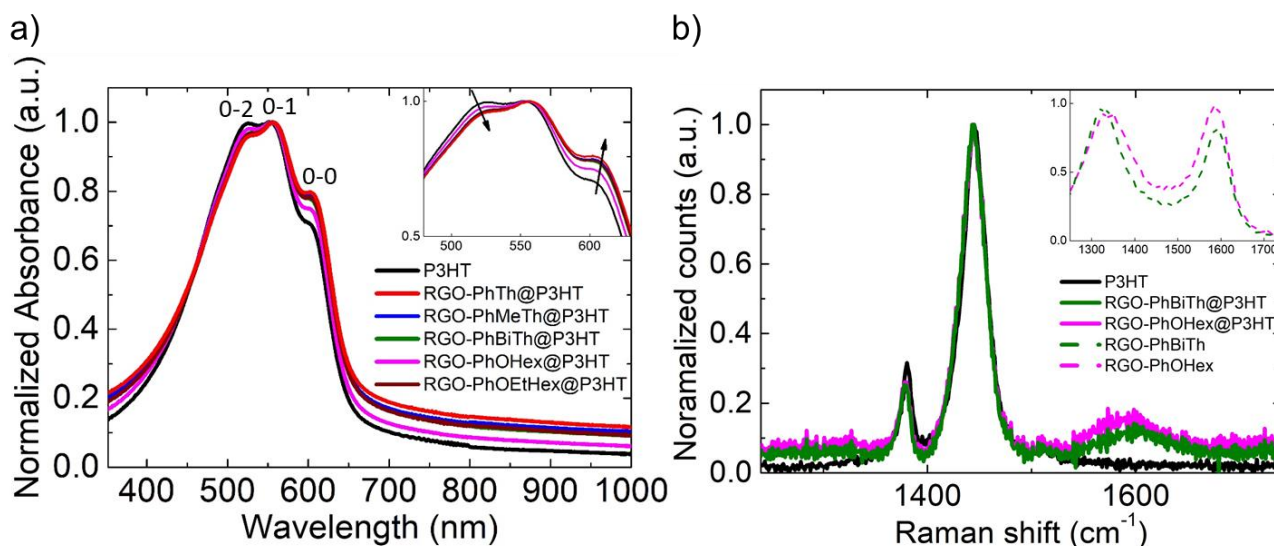 a)
Normalized Absorbance (a.u.)
1.0
0.8
0.6
0.4
0.2
0.0
0-2
0-1
0-0
1.0
0.5
500
550
600
P3HT
RGO-PhTh@P3HT
RGO-PhMeTh@P3HT
RGO-PhBiTh@P3HT
RGO-PhOHex@P3HT
RGO-PhOEtHex@P3HT
400 500 600 700 800 900 1000
Wavelength (nm)
b)
Noramalized counts (a.u.)
1.0
0.8
0.6
0.4
0.2
0.0
1.0
0.5
0.0
1300 1400 1500 1600 1700
P3HT
RGO-PhBiTh@P3HT
RGO-PhOHex@P3HT
RGO-PhBiTh
RGO-PhOHex
1400 1600
Raman shift (cm⁻¹)